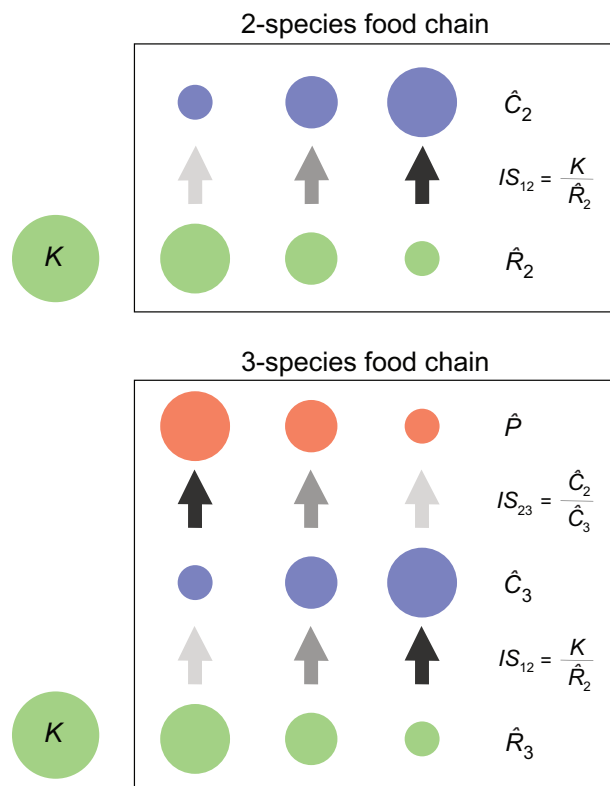 2-species food chain
Ĉ₂
IS₁₂ = K / R̂₂
K
R̂₂
3-species food chain
P̂
IS₂₃ = Ĉ₂ / Ĉ₃
Ĉ₃
IS₁₂ = K / R̂₂
K
R̂₃